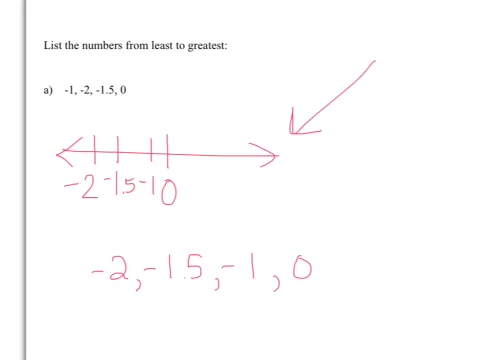 List the numbers from least to greatest:
a) -1, -2, -1.5, 0
-2 -1.5 -1 0
-2, -1.5, -1, 0